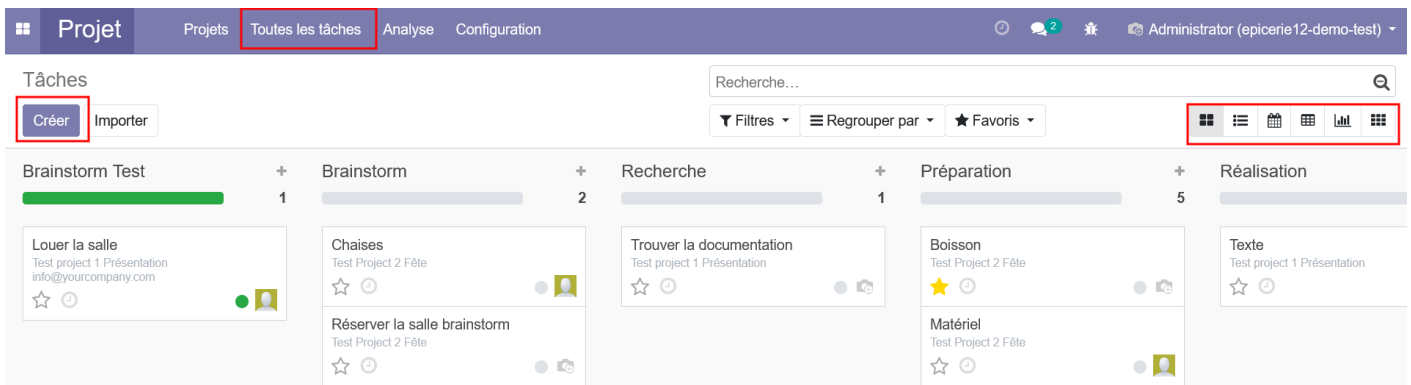 Projet Projets Toutes les tâches Analyse Configuration 2 Administrator (epicerie12-demo-test)
Tâches
Recherche...
Créer Importer
Filtres Regrouper par Favoris
Brainstorm Test + Brainstorm + Recherche + Préparation + Réalisation
1 2 1 5
Louer la salle
Test project 1 Présentation
info@yourcompany.com
Chaises
Test Project 2 Fête
Réserver la salle brainstorm
Test Project 2 Fête
Trouver la documentation
Test project 1 Présentation
Boisson
Test Project 2 Fête
Matériel
Test Project 2 Fête
Texte
Test project 1 Présentation